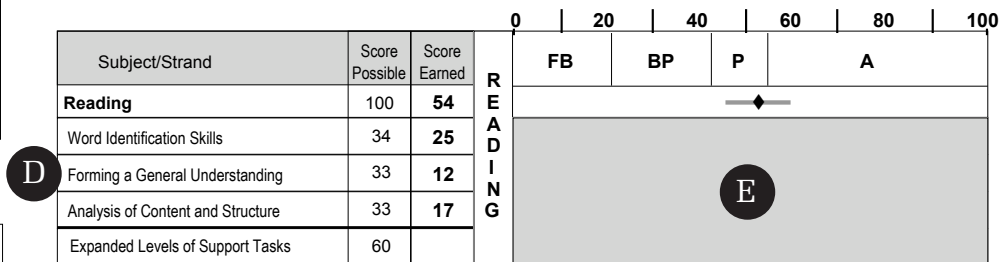 0 20 40 60 80 100
Subject/Strand Score Possible Score Earned
FB BP P A
READING
Reading 100 54
Word Identification Skills 34 25
D Forming a General Understanding 33 12
E
Analysis of Content and Structure 33 17
Expanded Levels of Support Tasks 60